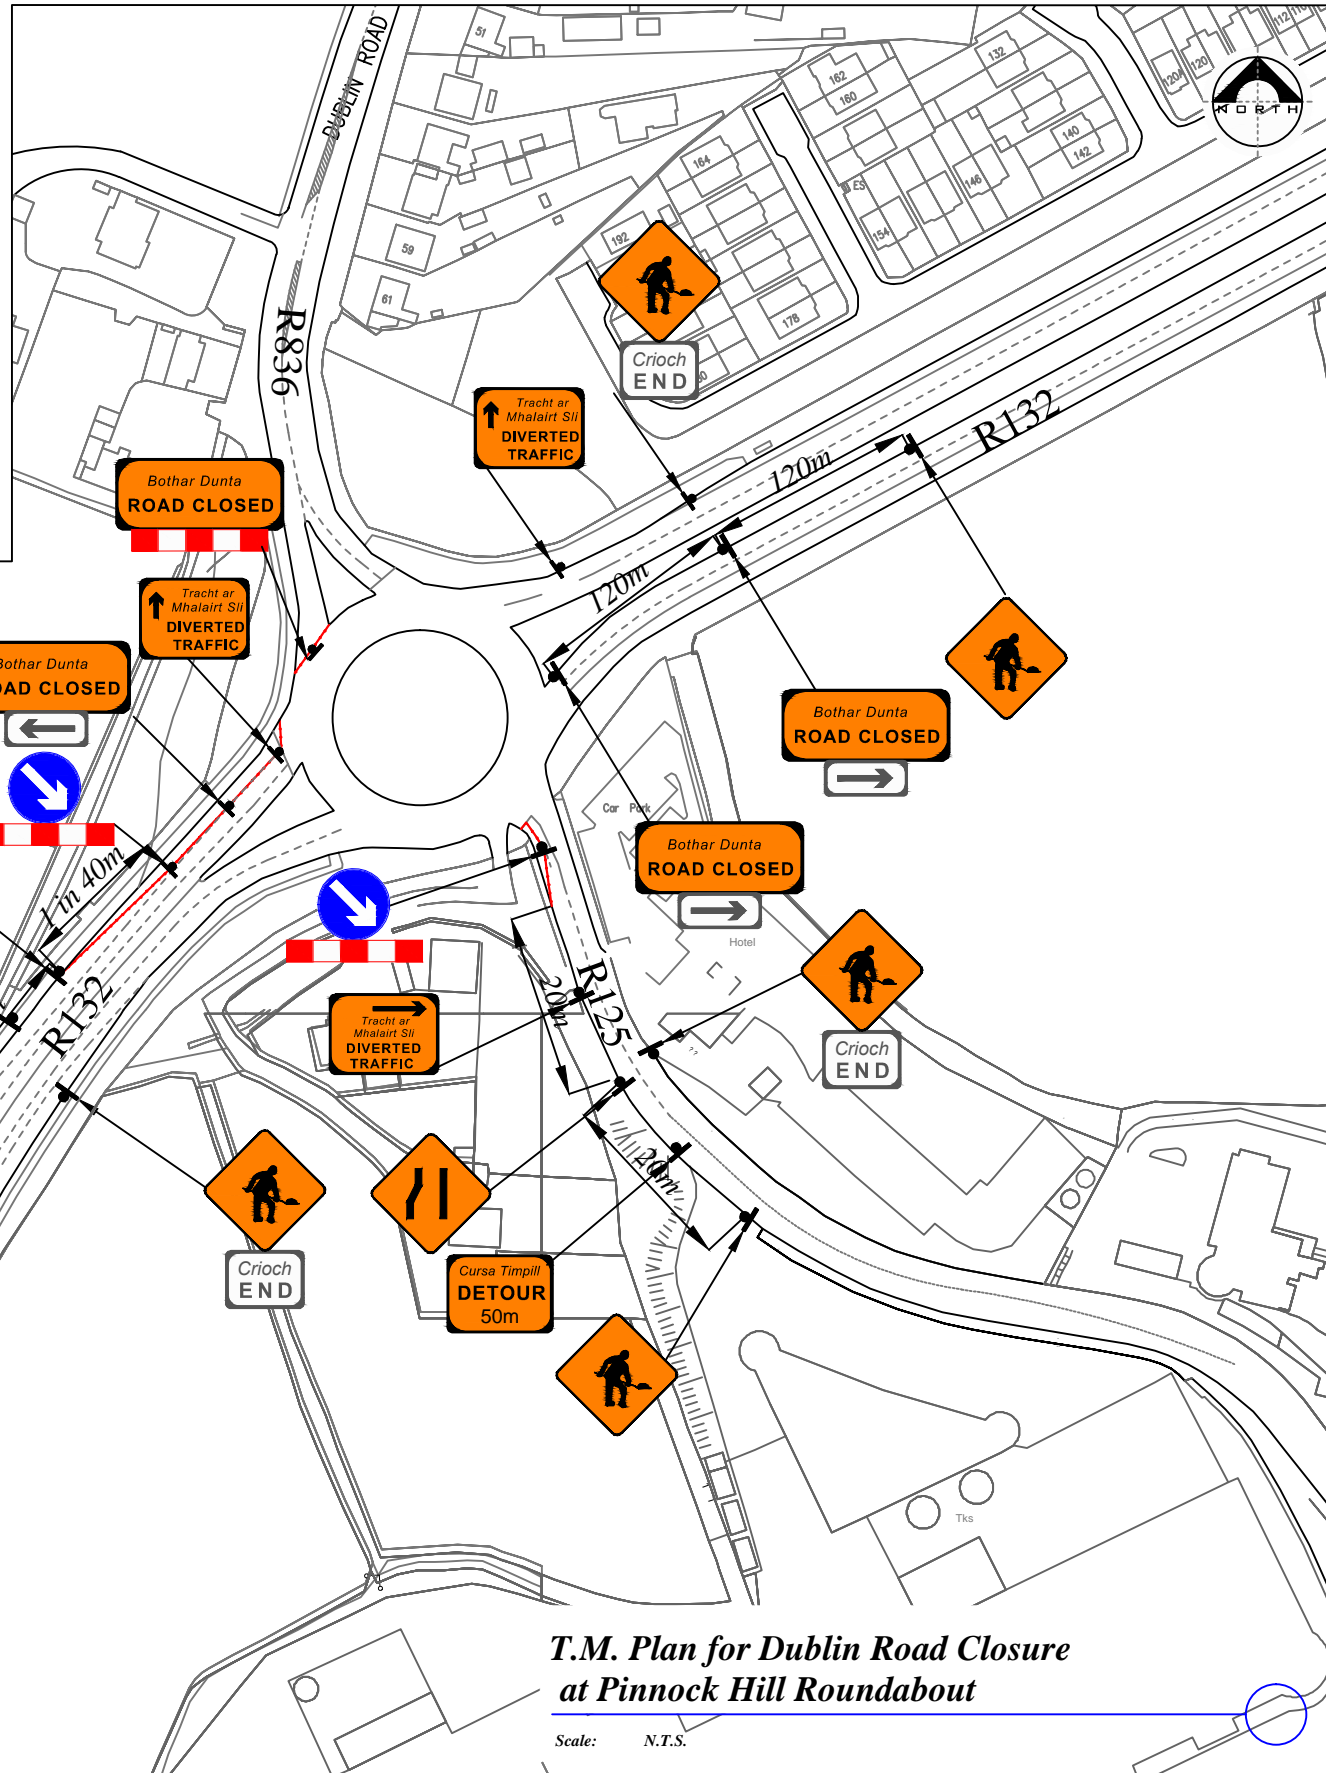 51
DUBLIN ROAD
132
162
160
120A
120
112
110
NORTH
140
142
164
146
ES
154
192
59
61
178
R836
Crioch
END
Tracht ar
Mhalairt Sli
DIVERTED
TRAFFIC
R132
120m
Bothar Dunta
ROAD CLOSED
120m
Tracht ar
Mhalairt Sli
DIVERTED
TRAFFIC
Bothar Dunta
ROAD CLOSED
Bothar Dunta
ROAD CLOSED
Car Park
Bothar Dunta
ROAD CLOSED
1 in 40m
Hotel
R132
20m
R125
Tracht ar
Mhalairt Sli
DIVERTED
TRAFFIC
??
Crioch
END
20m
Crioch
END
Cursa Timpill
DETOUR
50m
Tks
T.M. Plan for Dublin Road Closure
at Pinnock Hill Roundabout
Scale: N.T.S.